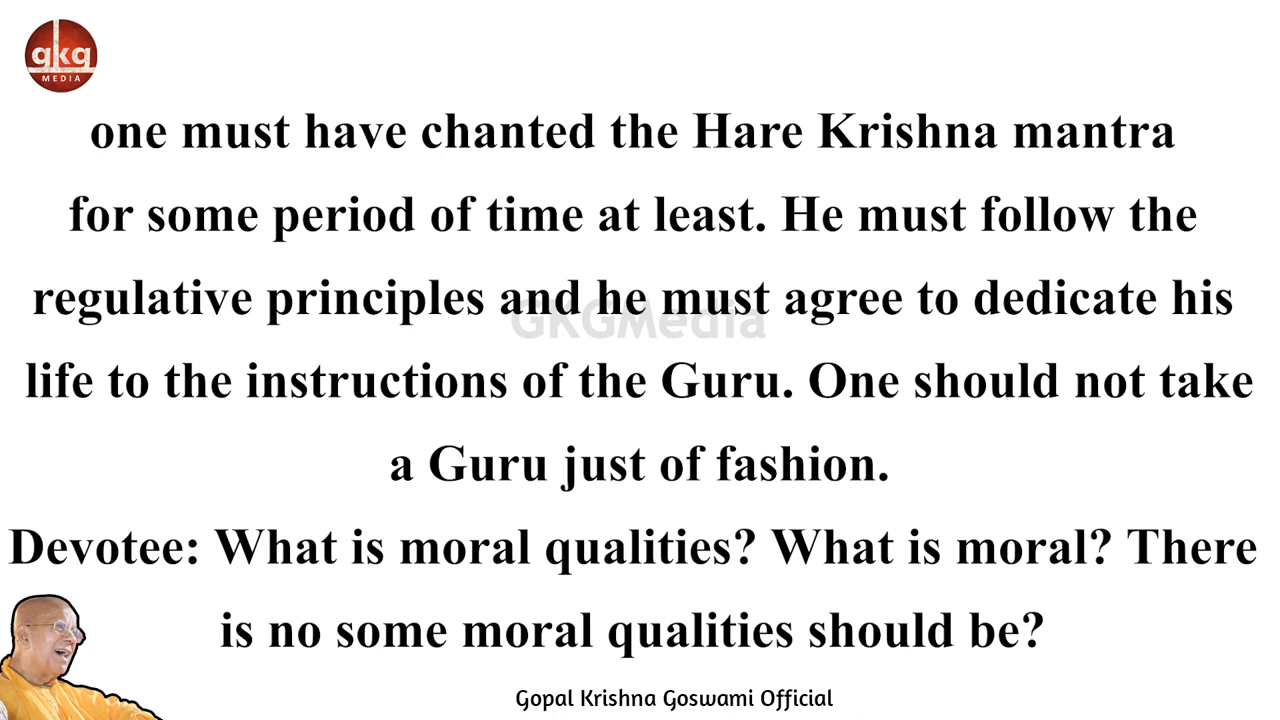 gkg
MEDIA
one must have chanted the Hare Krishna mantra
for some period of time at least. He must follow the
regulative principles and he must agree to dedicate his
GKGMedia
life to the instructions of the Guru. One should not take
a Guru just of fashion.
Devotee: What is moral qualities? What is moral? There
is no some moral qualities should be?
Gopal Krishna Goswami Official